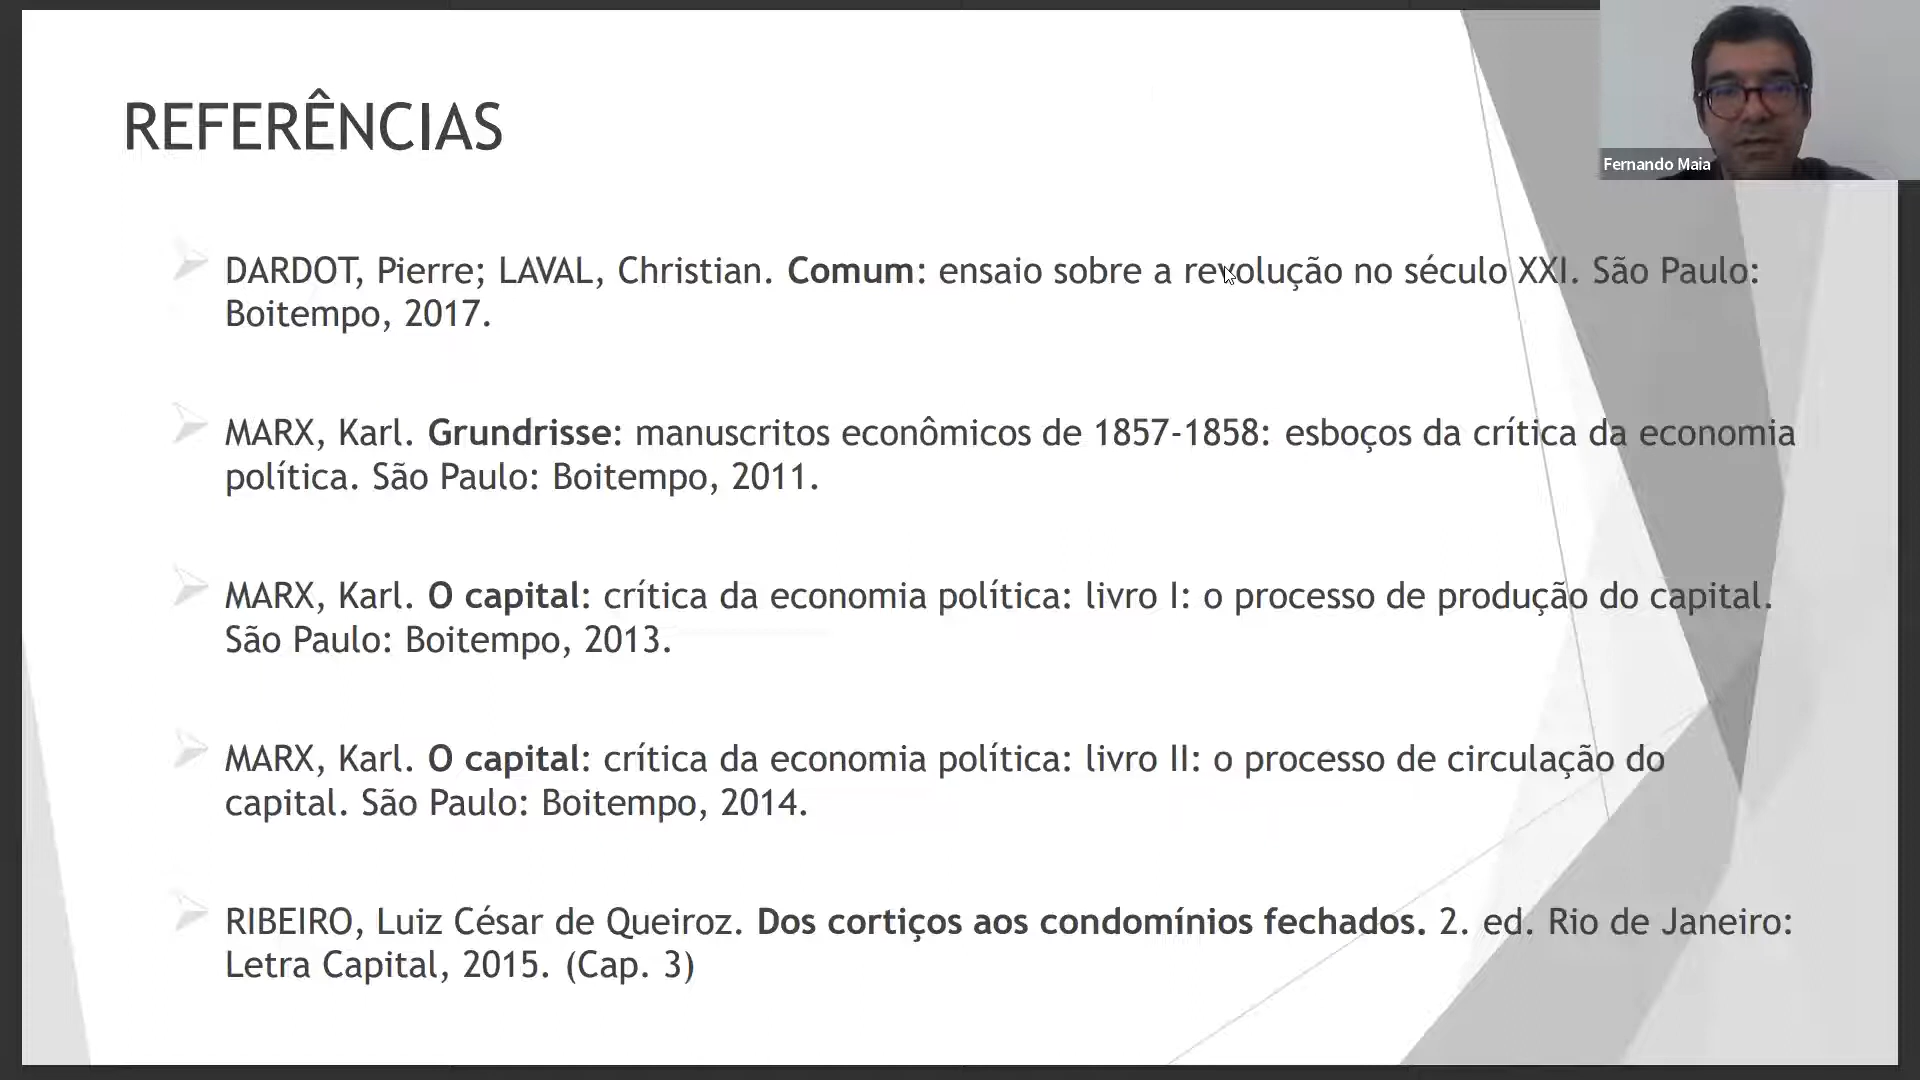 REFERÊNCIAS
Fernando Maia
DARDOT, Pierre; LAVAL, Christian. Comum: ensaio sobre a revolução no século XXI. São Paulo:
Boitempo, 2017.
MARX, Karl. Grundrisse: manuscritos econômicos de 1857-1858: esboços da crítica da economia
política. São Paulo: Boitempo, 2011.
MARX, Karl. O capital: crítica da economia política: livro I: o processo de produção do capital.
São Paulo: Boitempo, 2013.
MARX, Karl. O capital: crítica da economia política: livro II: o processo de circulação do
capital. São Paulo: Boitempo, 2014.
RIBEIRO, Luiz César de Queiroz. Dos cortiços aos condomínios fechados. 2. ed. Rio de Janeiro:
Letra Capital, 2015. (Cap. 3)